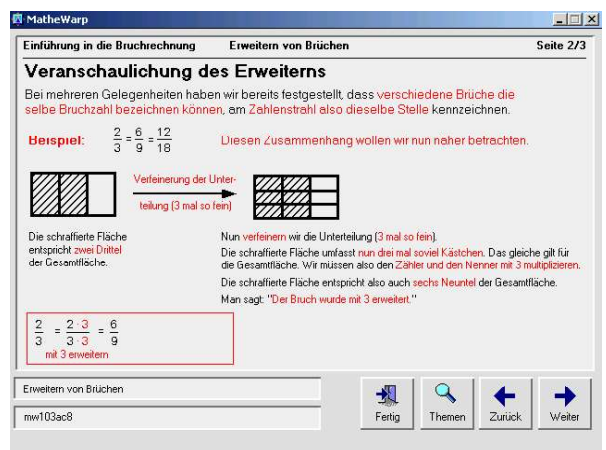 MatheWarp
Einführung in die Bruchrechnung Erweitern von Brüchen Seite 2/3
Veranschaulichung des Erweiterns
Bei mehreren Gelegenheiten haben wir bereits festgestellt, dass verschiedene Brüche die
selbe Bruchzahl bezeichnen können, am Zahlenstrahl also dieselbe Stelle kennzeichnen.
Beispiel: 2/3 = 6/9 = 12/18 Diesen Zusammenhang wollen wir nun näher betrachten.
Verfeinerung der Unter-
teilung (3 mal so fein)
Die schraffierte Fläche
entspricht zwei Drittel
der Gesamtfläche.
Nun verfeinern wir die Unterteilung (3 mal so fein).
Die schraffierte Fläche umfasst nun drei mal soviel Kästchen. Das gleiche gilt für
die Gesamtfläche. Wir müssen also den Zähler und den Nenner mit 3 multiplizieren.
Die schraffierte Fläche entspricht also auch sechs Neuntel der Gesamtfläche.
Man sagt: "Der Bruch wurde mit 3 erweitert."
2/3 = 2 · 3/3 · 3 = 6/9
mit 3 erweitern
Erweitern von Brüchen
mw103ac8
Fertig Themen Zurück Weiter